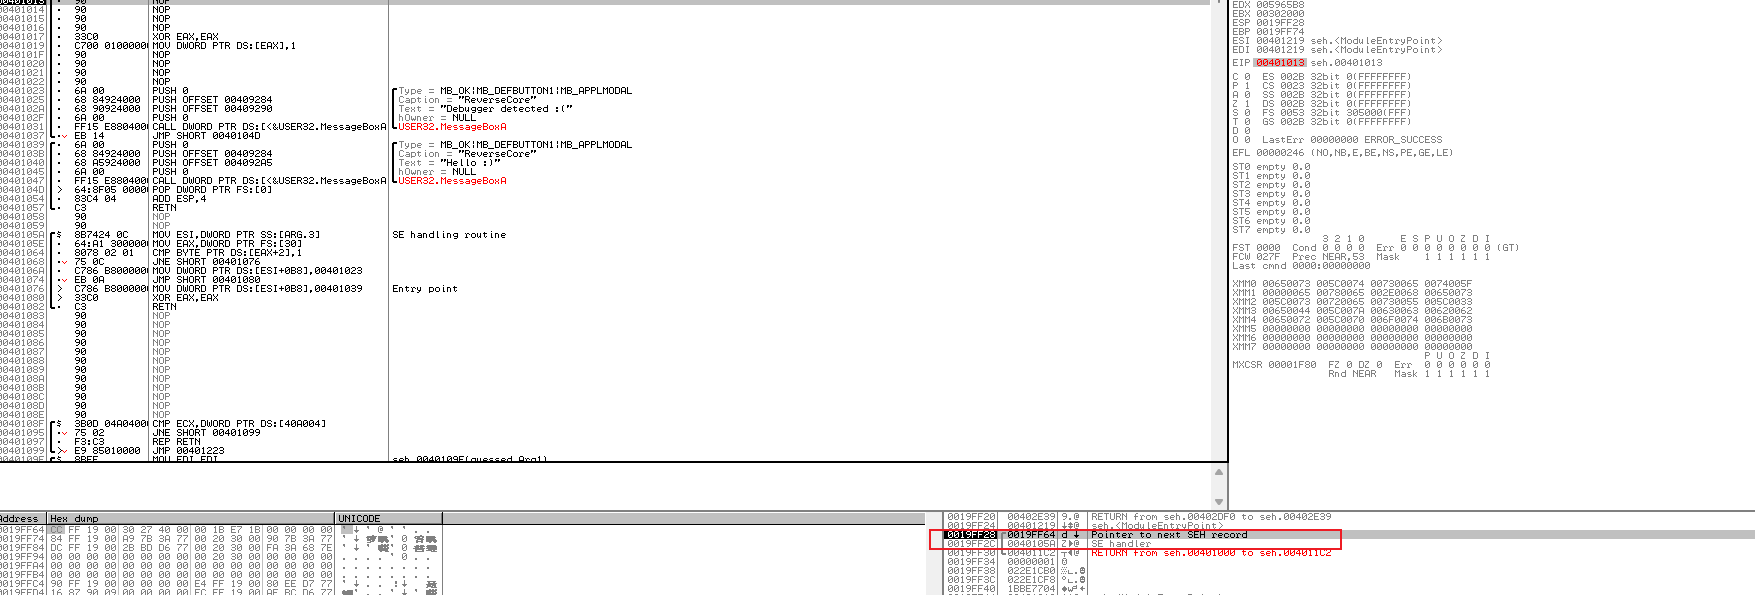 00401013 90 NOP
00401014 90 NOP
00401015 90 NOP
00401016 90 NOP
00401017 33C0 XOR EAX,EAX
00401019 C700 01000000 MOV DWORD PTR DS:[EAX],1
0040101F 90 NOP
00401020 90 NOP
00401021 90 NOP
00401022 90 NOP
00401023 6A 00 PUSH 0 Type = MB_OK|MB_DEFBUTTON1|MB_APPLMODAL
00401025 68 84924000 PUSH OFFSET 00409284 Caption = "ReverseCore"
0040102A 68 90924000 PUSH OFFSET 00409290 Text = "Debugger detected :("
0040102F 6A 00 PUSH 0 hOwner = NULL
00401031 FF15 E8804000 CALL DWORD PTR DS:[<&USER32.MessageBoxA USER32.MessageBoxA
00401037 EB 14 JMP SHORT 0040104D
00401039 6A 00 PUSH 0 Type = MB_OK|MB_DEFBUTTON1|MB_APPLMODAL
0040103B 68 84924000 PUSH OFFSET 00409284 Caption = "ReverseCore"
00401040 68 A5924000 PUSH OFFSET 004092A5 Text = "Hello :)"
00401045 6A 00 PUSH 0 hOwner = NULL
00401047 FF15 E8804000 CALL DWORD PTR DS:[<&USER32.MessageBoxA USER32.MessageBoxA
0040104D 64:8F05 0000 POP DWORD PTR FS:[0]
00401054 83C4 04 ADD ESP,4
00401057 C3 RETN
00401058 90 NOP
00401059 90 NOP
0040105A $ 8B7424 0C MOV ESI,DWORD PTR SS:[ARG.3] SE handling routine
0040105E 64:A1 3000000 MOV EAX,DWORD PTR FS:[30]
00401064 8078 02 01 CMP BYTE PTR DS:[EAX+2],1
00401068 75 0C JNE SHORT 00401076
0040106A C786 B8000000 MOV DWORD PTR DS:[ESI+0B8],00401023
00401074 EB 0A JMP SHORT 00401080
00401076 > C786 B8000000 MOV DWORD PTR DS:[ESI+0B8],00401039 Entry point
00401080 > 33C0 XOR EAX,EAX
00401082 C3 RETN
00401083 90 NOP
00401084 90 NOP
00401085 90 NOP
00401086 90 NOP
00401087 90 NOP
00401088 90 NOP
00401089 90 NOP
0040108A 90 NOP
0040108B 90 NOP
0040108C 90 NOP
0040108D 90 NOP
0040108E 90 NOP
0040108F $ 3B0D 04A04000 CMP ECX,DWORD PTR DS:[40A004]
00401095 75 02 JNE SHORT 00401099
00401097 F3:C3 REP RETN
00401099 E9 85010000 JMP 00401223
0040109E $ 8BFF MOV EDI,EDI seh.0040109E(guessed Arg1)
EDX 005965B8
EBX 00302000
ESP 0019FF28
EBP 0019FF74
ESI 00401219 seh.<ModuleEntryPoint>
EDI 00401219 seh.<ModuleEntryPoint>
EIP 00401013 seh.00401013
C 0 ES 002B 32bit 0(FFFFFFFF)
P 1 CS 0023 32bit 0(FFFFFFFF)
A 0 SS 002B 32bit 0(FFFFFFFF)
Z 1 DS 002B 32bit 0(FFFFFFFF)
S 0 FS 0053 32bit 305000(FFF)
T 0 GS 002B 32bit 0(FFFFFFFF)
D 0
O 0 LastErr 00000000 ERROR_SUCCESS
EFL 00000246 (NO,NB,E,BE,NS,PE,GE,LE)
ST0 empty 0.0
ST1 empty 0.0
ST2 empty 0.0
ST3 empty 0.0
ST4 empty 0.0
ST5 empty 0.0
ST6 empty 0.0
ST7 empty 0.0
3 2 1 0 E S P U O Z D I
FST 0000 Cond 0 0 0 0 Err 0 0 0 0 0 0 0 0 (GT)
FCW 027F Prec NEAR,53 Mask 1 1 1 1 1 1
Last cmnd 0000:00000000
XMM0 00650073 005C0074 00730065 0074005F
XMM1 00000065 00780065 002E0068 00650073
XMM2 005C0073 00720065 00730055 005C0033
XMM3 00650044 005C007A 00630063 00620062
XMM4 00650072 005C0070 006F0074 006B0073
XMM5 00000000 00000000 00000000 00000000
XMM6 00000000 00000000 00000000 00000000
XMM7 00000000 00000000 00000000 00000000
P U O Z D I
MXCSR 00001F80 FZ 0 DZ 0 Err 0 0 0 0 0 0
Rnd NEAR Mask 1 1 1 1 1 1
Address Hex dump UNICODE
0019FF64 CC FF 19 00 30 27 40 00 00 1B E7 1B 00 00 00 00
0019FF74 84 FF 19 00 A9 7B 3A 77 00 20 30 00 90 7B 3A 77
0019FF84 DC FF 19 00 2B BD D6 77 00 20 30 00 FA 3A 68 7E
0019FF94 00 00 00 00 00 00 00 00 00 20 30 00 00 00 00 00
0019FFA4 00 00 00 00 00 00 00 00 00 00 00 00 00 00 00 00
0019FFB4 00 00 00 00 00 00 00 00 00 00 00 00 00 00 00 00
0019FFC4 90 FF 19 00 00 00 00 00 E4 FF 19 00 30 EE D7 77
0019FF20 00402E39 RETURN from seh.00402DF0 to seh.00402E39
0019FF24 00401219 seh.<ModuleEntryPoint>
0019FF28 0019FF64 Pointer to next SEH record
0019FF2C 0040105A SE handler
0019FF30 004011C2 RETURN from seh.00401000 to seh.004011C2
0019FF34 00000001
0019FF38 022E1CB0
0019FF3C 022E1CF8
0019FF40 1BBE7704